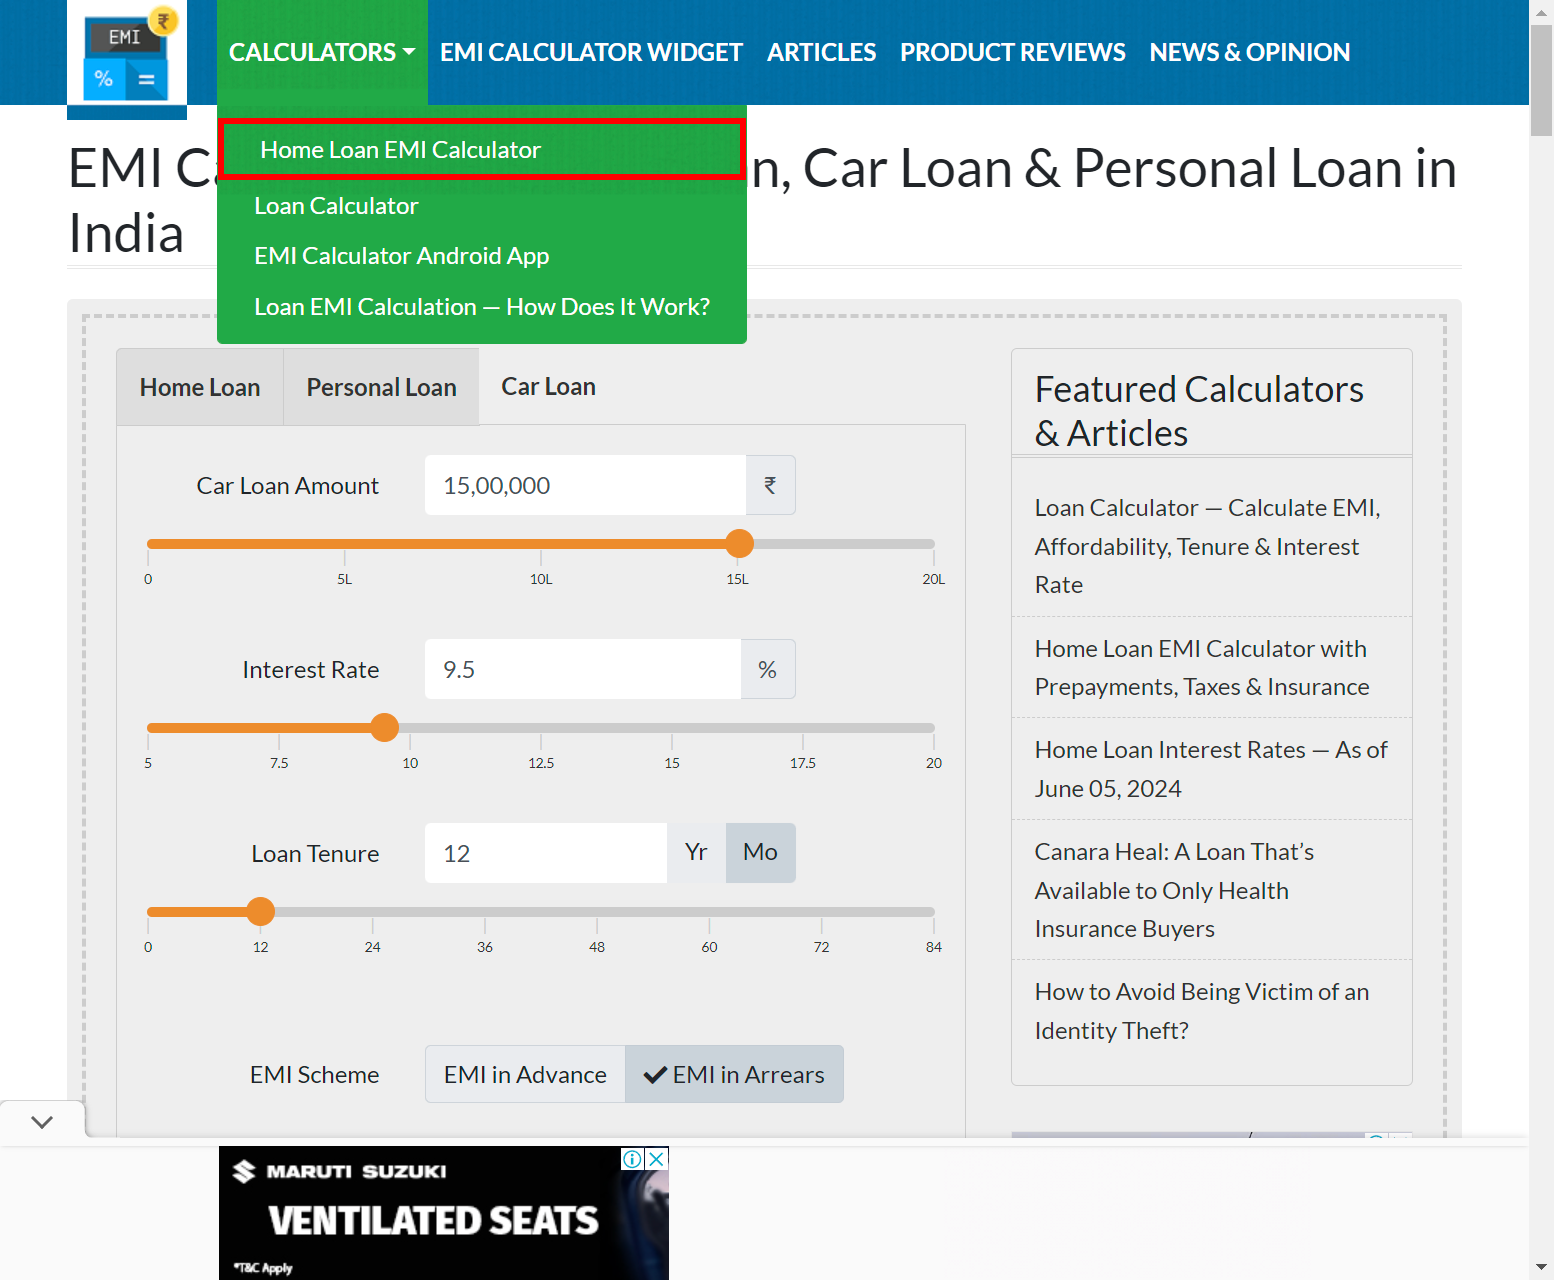 EMI
₹
%
=
CALCULATORS
EMI CALCULATOR WIDGET
ARTICLES
PRODUCT REVIEWS
NEWS & OPINION
Home Loan EMI Calculator
Loan Calculator
EMI Calculator Android App
Loan EMI Calculation — How Does It Work?
EMI C
n, Car Loan & Personal Loan in
India
Home Loan
Personal Loan
Car Loan
Car Loan Amount
15,00,000
₹
0
5L
10L
15L
20L
Interest Rate
9.5
%
5
7.5
10
12.5
15
17.5
20
Loan Tenure
12
Yr
Mo
0
12
24
36
48
60
72
84
EMI Scheme
EMI in Advance
EMI in Arrears
Featured Calculators
& Articles
Loan Calculator — Calculate EMI,
Affordability, Tenure & Interest
Rate
Home Loan EMI Calculator with
Prepayments, Taxes & Insurance
Home Loan Interest Rates — As of
June 05, 2024
Canara Heal: A Loan That's
Available to Only Health
Insurance Buyers
How to Avoid Being Victim of an
Identity Theft?
MARUTI SUZUKI
VENTILATED SEATS
*T&C Apply